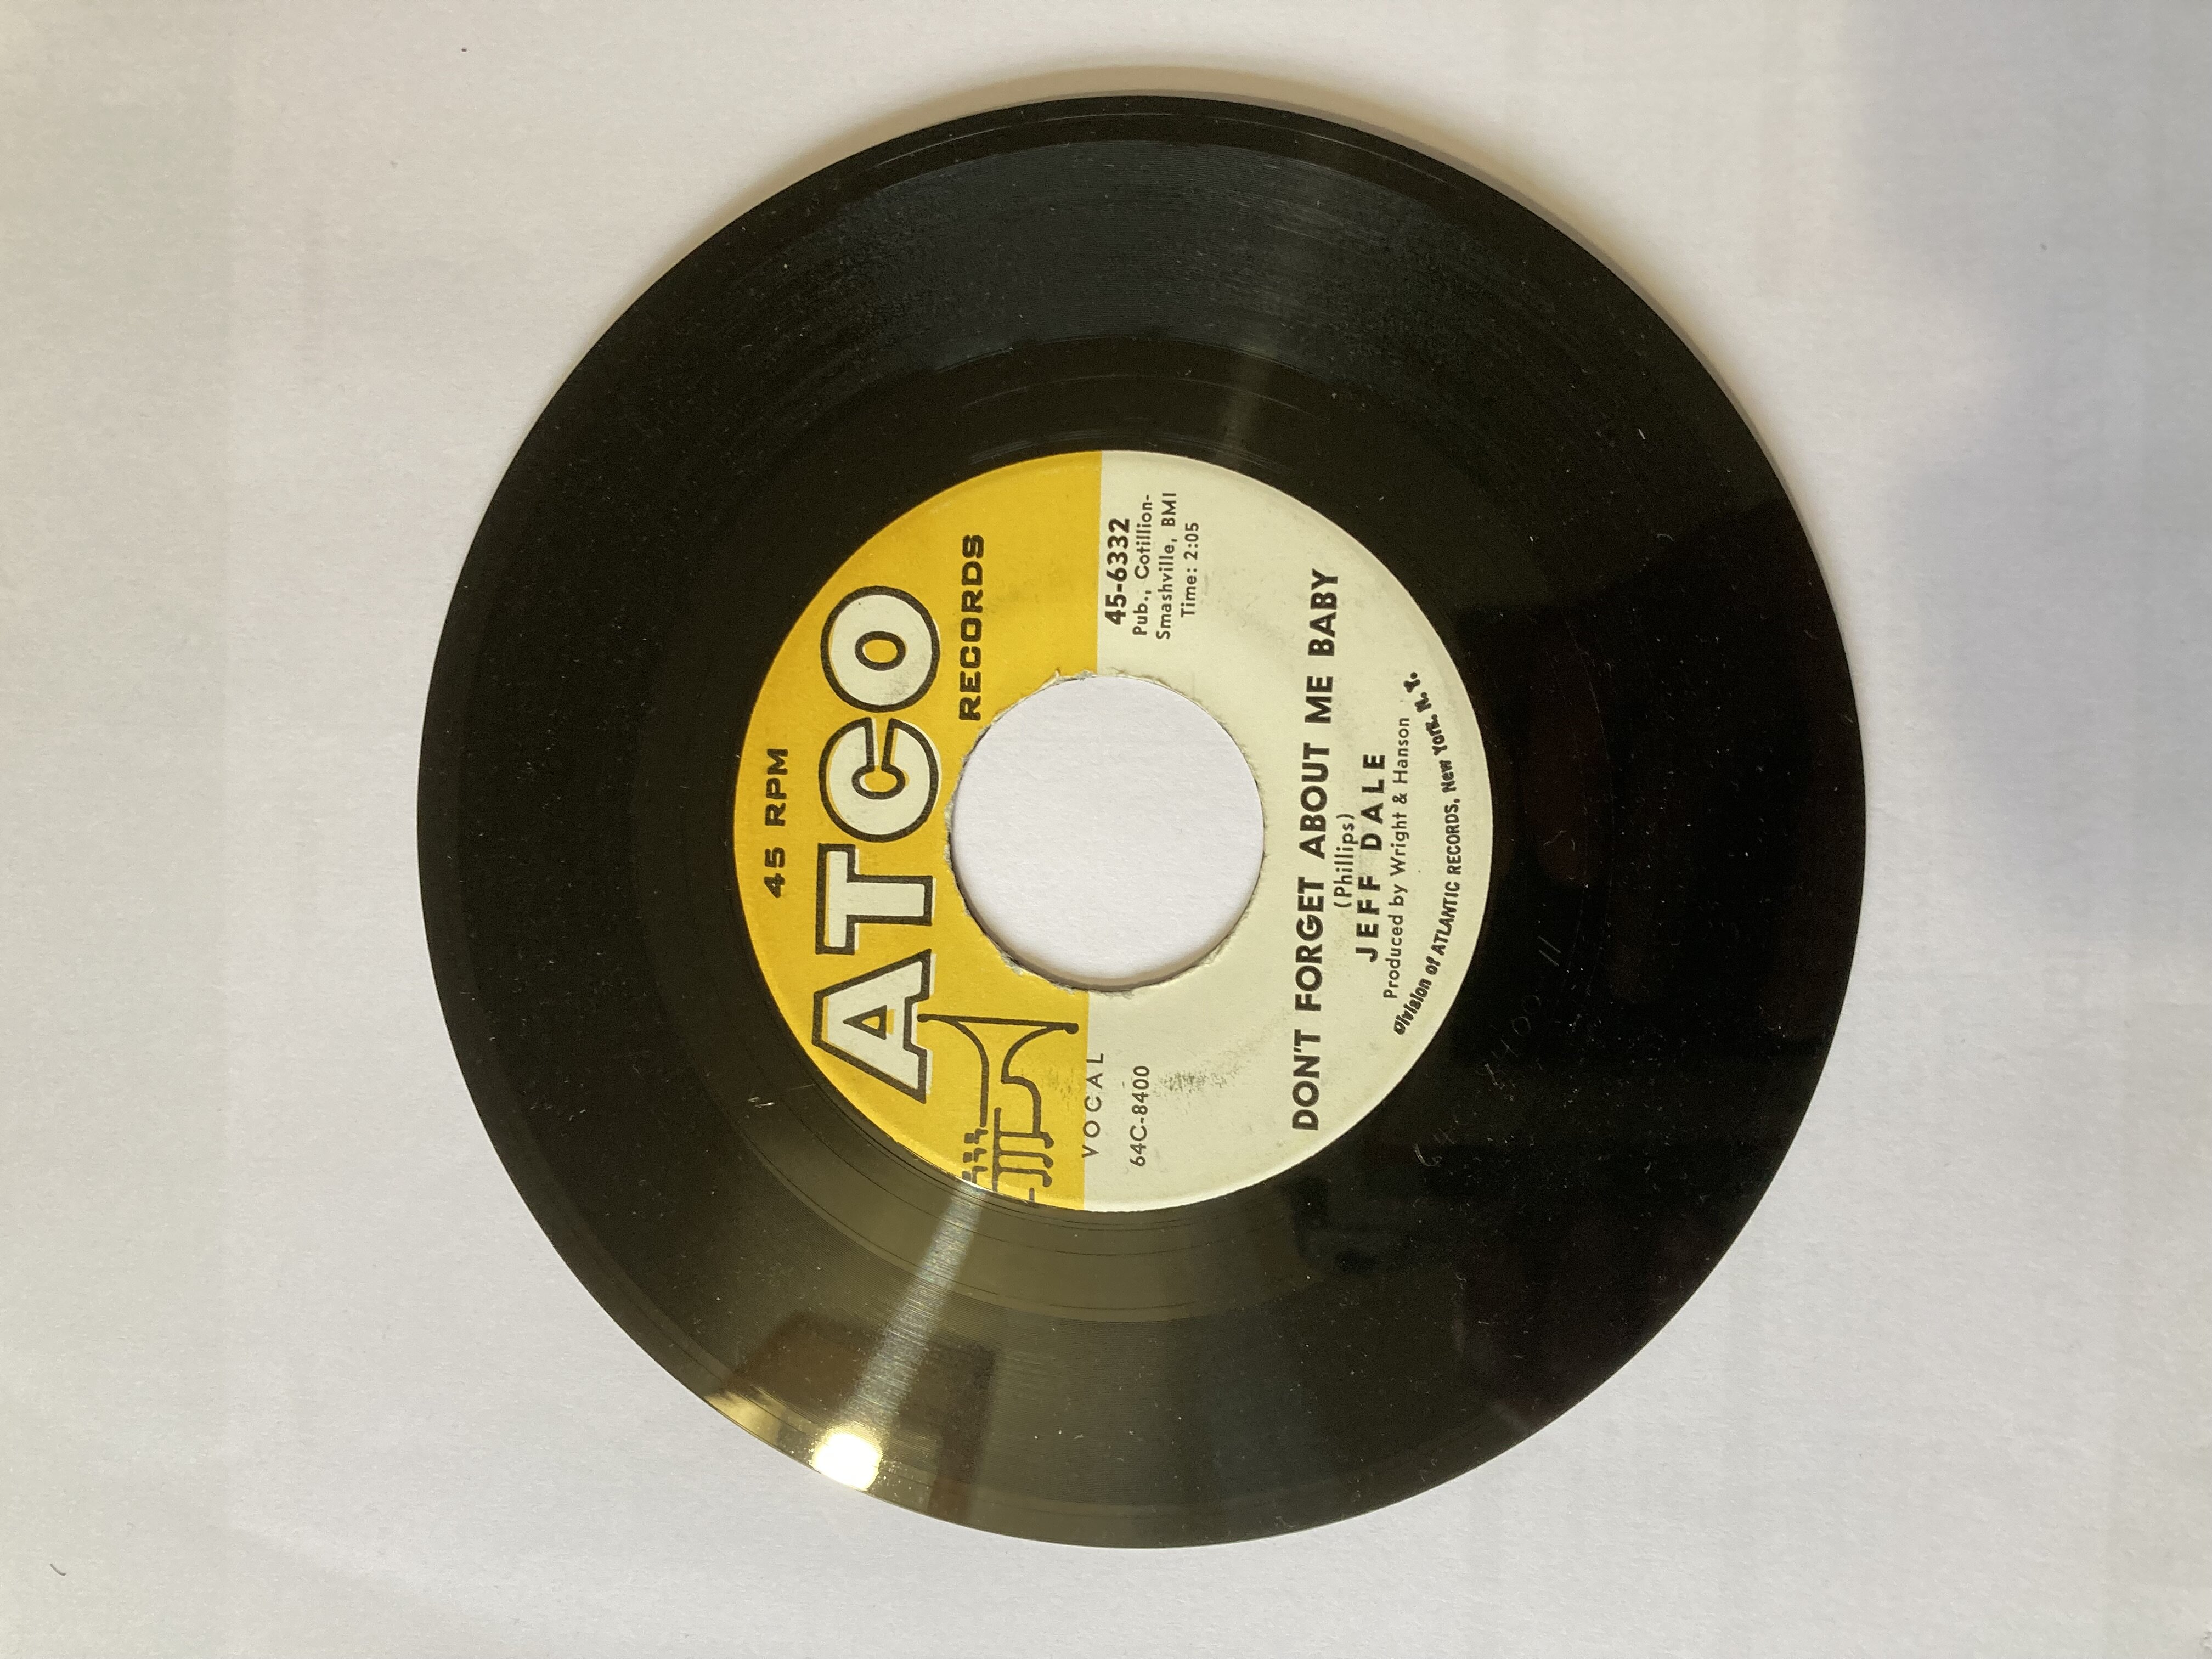 45 RPM
ATCO
RECORDS
VOCAL
64C-8400
45-6332
Pub., Cotillion-
Smashville, BMI
Time: 2:05
DON'T FORGET ABOUT ME BABY
(Phillips)
JEFF DALE
Produced by Wright & Hanson
Division of ATLANTIC RECORDS, New York, N. Y.